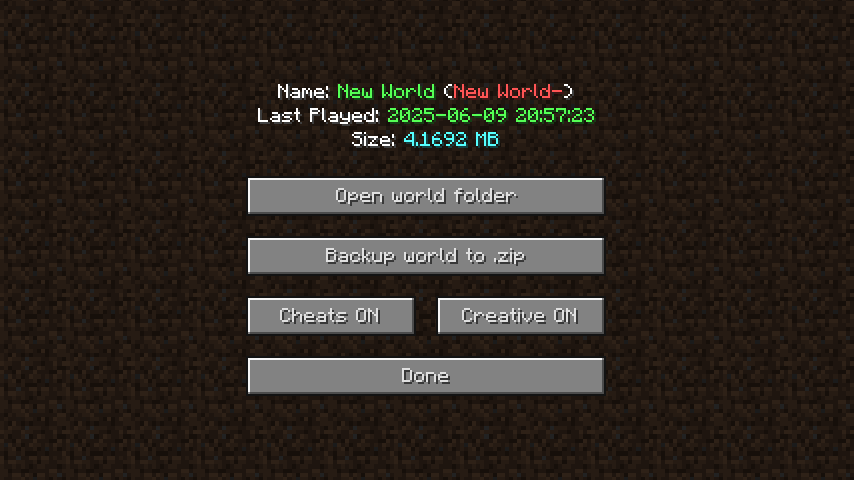 Name: New World (New World-)
Last Played: 2025-06-09 20:57:23
Size: 4.1692 MB
Open world folder
Backup world to .zip
Cheats ON
Creative ON
Done